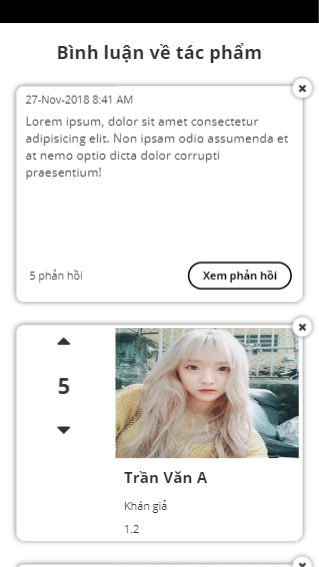 Bình luận về tác phẩm
27-Nov-2018 8:41 AM
Lorem ipsum, dolor sit amet consectetur
adipisicing elit. Non ipsam odio assumenda et
at nemo optio dicta dolor corrupti
praesentium!
5 phản hồi
Xem phản hồi
5
Trần Văn A
Khán giả
1.2